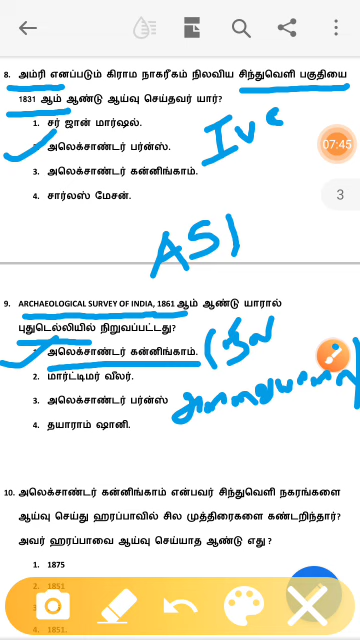 8. அம்ரி எனப்படும் கிராம நாகரீகம் நிலவிய சிந்துவெளி பகுதியை
1831 ஆம் ஆண்டு ஆய்வு செய்தவர் யார்?
1. சர் ஜான் மார்ஷல்.
அலெக்சாண்டர் பர்ன்ஸ்.
3. அலெக்சாண்டர் கன்னிங்காம்.
4. சார்லஸ் மேசன்.
IVC
07:45
3
ASI
9. ARCHAEOLOGICAL SURVEY OF INDIA, 1861 ஆம் ஆண்டு யாரால்
புதுடெல்லியில் நிறுவப்பட்டது?
அலெக்சாண்டர் கன்னிங்காம்.
2. மார்ட்டிமர் வீலர்.
3. அலெக்சாண்டர் பர்ன்ஸ்
4. தயாராம் ஷானி.
10. அலெக்சாண்டர் கன்னிங்காம் என்பவர் சிந்துவெளி நகரங்களை
ஆய்வு செய்து ஹரப்பாவில் சில முத்திரைகளை கண்டறிந்தார்?
அவர் ஹரப்பாவை ஆய்வு செய்யாத ஆண்டு எது?
1. 1875
2. 1851
4. 1851.